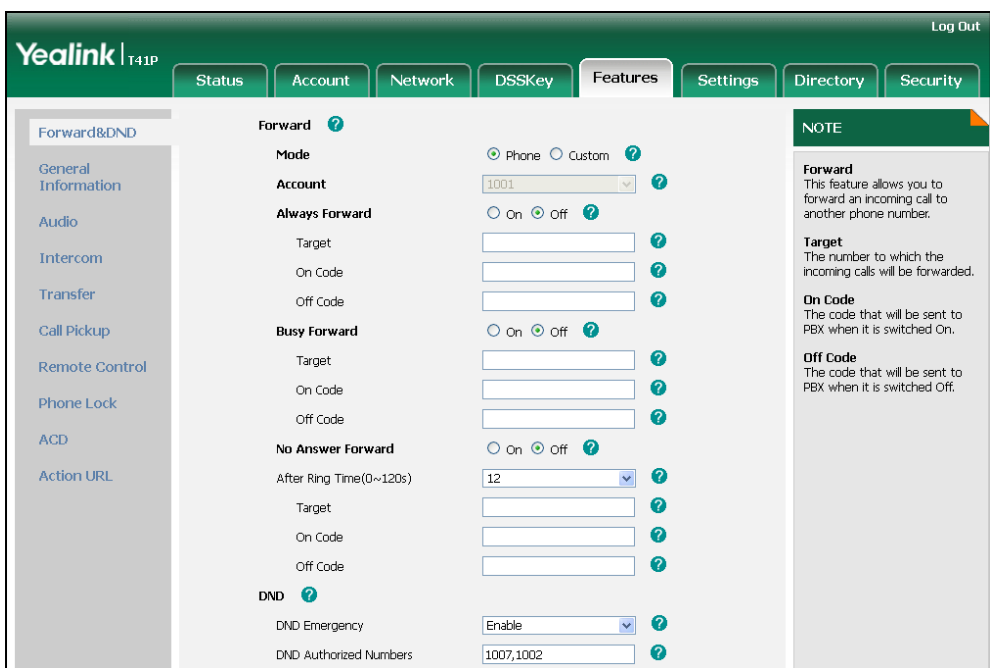 Log Out
Yealink T41P
Status Account Network DSSKey Features Settings Directory Security
Forward&DND
General
Information
Audio
Intercom
Transfer
Call Pickup
Remote Control
Phone Lock
ACD
Action URL
Forward ?
Mode Phone Custom ?
Account 1001 ?
Always Forward On Off ?
Target ?
On Code ?
Off Code ?
Busy Forward On Off ?
Target ?
On Code ?
Off Code ?
No Answer Forward On Off ?
After Ring Time(0~120s) 12 ?
Target ?
On Code ?
Off Code ?
DND ?
DND Emergency Enable ?
DND Authorized Numbers 1007,1002 ?
NOTE
Forward
This feature allows you to
forward an incoming call to
another phone number.
Target
The number to which the
incoming calls will be forwarded.
On Code
The code that will be sent to
PBX when it is switched On.
Off Code
The code that will be sent to
PBX when it is switched Off.